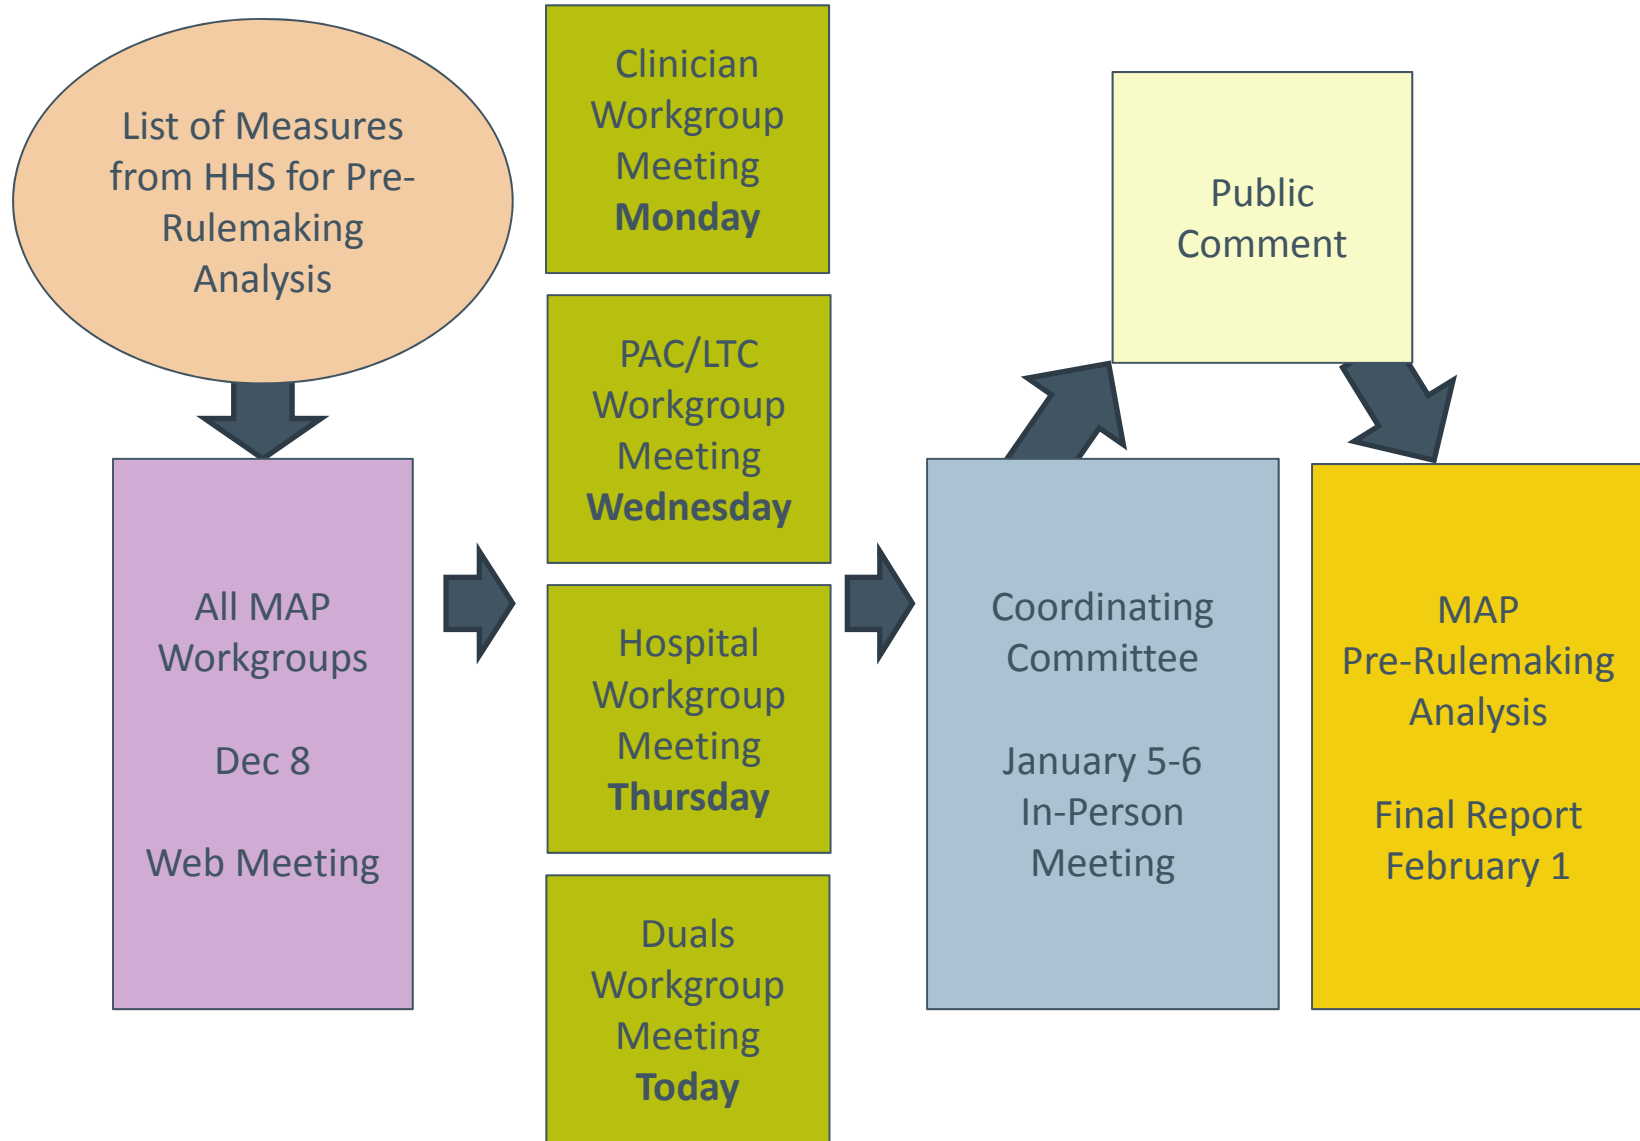 List of Measures
from HHS for Pre-
Rulemaking
Analysis
All MAP
Workgroups
Dec 8
Web Meeting
Clinician
Workgroup
Meeting
Monday
PAC/LTC
Workgroup
Meeting
Wednesday
Hospital
Workgroup
Meeting
Thursday
Duals
Workgroup
Meeting
Today
Coordinating
Committee
January 5-6
In-Person
Meeting
Public
Comment
MAP
Pre-Rulemaking
Analysis
Final Report
February 1